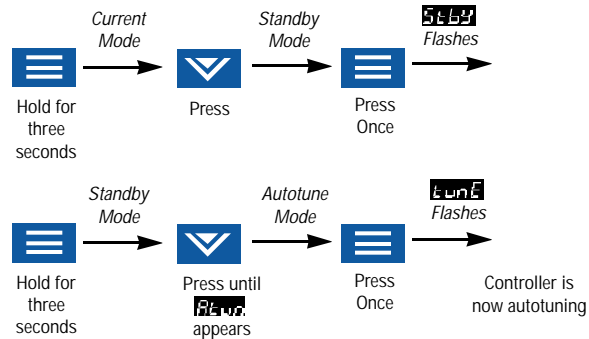 Current Mode
Standby Mode
Stby
Flashes
Hold for three seconds
Press
Press Once
Standby Mode
Autotune Mode
tunE
Flashes
Hold for three seconds
Press until
Atun
appears
Press Once
Controller is now autotuning